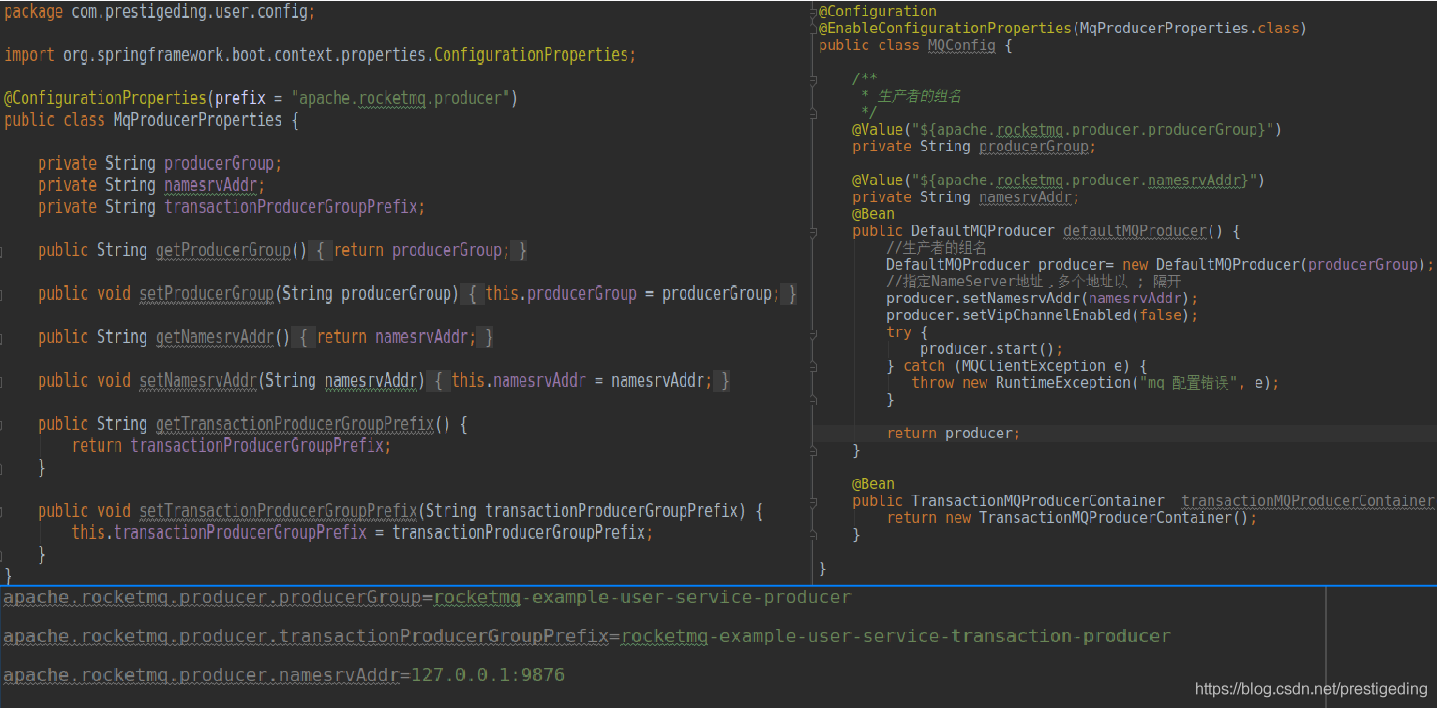 package com.prestigeding.user.config;
import org.springframework.boot.context.properties.ConfigurationProperties;
@ConfigurationProperties(prefix = "apache.rocketmq.producer")
public class MqProducerProperties {
private String producerGroup;
private String namesrvAddr;
private String transactionProducerGroupPrefix;
public String getProducerGroup() { return producerGroup; }
public void setProducerGroup(String producerGroup) { this.producerGroup = producerGroup; }
public String getNamesrvAddr() { return namesrvAddr; }
public void setNamesrvAddr(String namesrvAddr) { this.namesrvAddr = namesrvAddr; }
public String getTransactionProducerGroupPrefix() {
return transactionProducerGroupPrefix;
}
public void setTransactionProducerGroupPrefix(String transactionProducerGroupPrefix) {
this.transactionProducerGroupPrefix = transactionProducerGroupPrefix;
}
}
@Configuration
@EnableConfigurationProperties(MqProducerProperties.class)
public class MQConfig {
/**
* 生产者的组名
*/
@Value("${apache.rocketmq.producer.producerGroup}")
private String producerGroup;
@Value("${apache.rocketmq.producer.namesrvAddr}")
private String namesrvAddr;
@Bean
public DefaultMQProducer defaultMQProducer() {
//生产者的组名
DefaultMQProducer producer= new DefaultMQProducer(producerGroup);
//指定NameServer地址，多个地址以 ; 隔开
producer.setNamesrvAddr(namesrvAddr);
producer.setVipChannelEnabled(false);
try {
producer.start();
} catch (MQClientException e) {
throw new RuntimeException("mq 配置错误", e);
}
return producer;
}
@Bean
public TransactionMQProducerContainer transactionMQProducerContainer
return new TransactionMQProducerContainer();
}
}
apache.rocketmq.producer.producerGroup=rocketmq-example-user-service-producer
apache.rocketmq.producer.transactionProducerGroupPrefix=rocketmq-example-user-service-transaction-producer
apache.rocketmq.producer.namesrvAddr=127.0.0.1:9876
https://blog.csdn.net/prestigeding